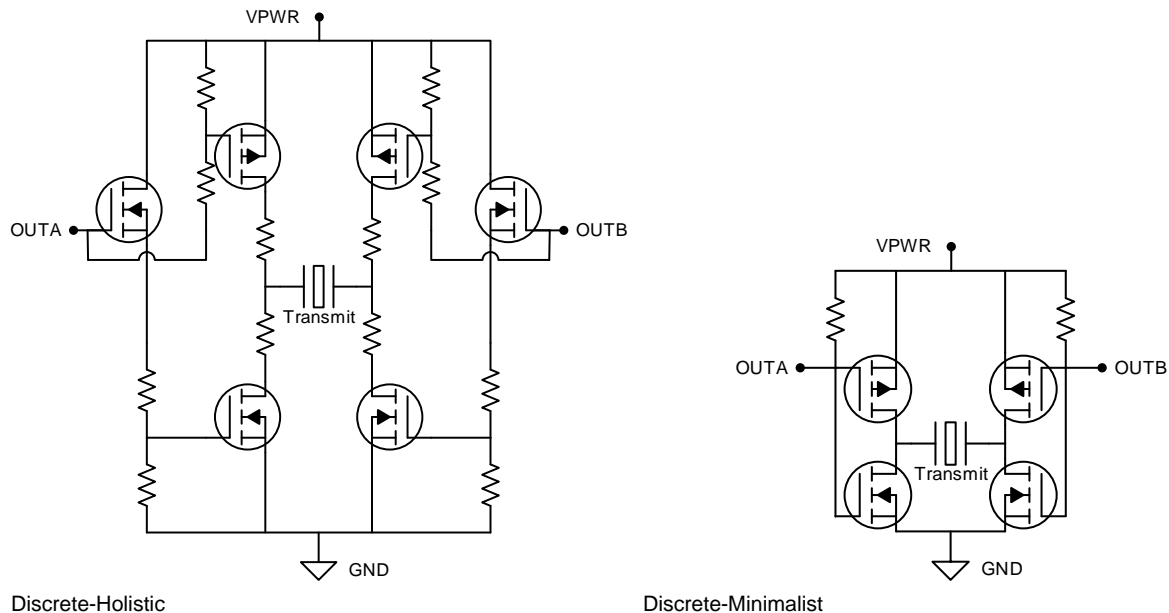 VPWR
OUTA
OUTB
Transmit
GND
Discrete-Holistic
VPWR
OUTA
OUTB
Transmit
GND
Discrete-Minimalist